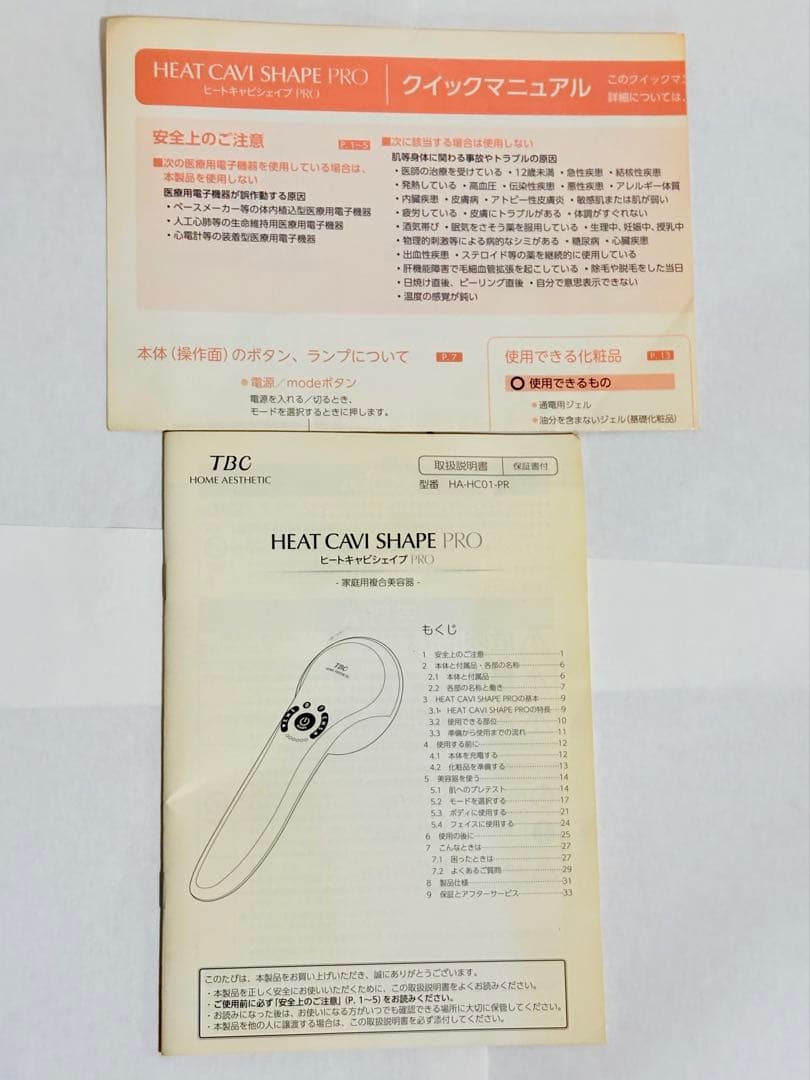 HEAT CAVI SHAPE PRO
ヒートキャビシェイプ PRO
クイックマニュアル
このクイックマ
詳細については、
安全上のご注意 P.1~5
■次の医療用電子機器を使用している場合は、
本製品を使用しない
医療用電子機器が誤作動する原因
・ペースメーカー等の体内植込型医療用電子機器
・人工心肺等の生命維持用医療用電子機器
・心電計等の装着型医療用電子機器
■次に該当する場合は使用しない
肌等身体に関わる事故やトラブルの原因
・医師の治療を受けている ・12歳未満 ・急性疾患 ・結核性疾患
・発熱している ・高血圧 ・伝染性疾患 ・悪性疾患 ・アレルギー体質
・内臓疾患 ・皮膚病 ・アトピー性皮膚炎 ・敏感肌または肌が弱い
・疲労している ・皮膚にトラブルがある ・体調がすぐれない
・酒気帯び ・眠気をさそう薬を服用している ・生理中、妊娠中、授乳中
・物理的刺激等による病的なシミがある ・糖尿病 ・心臓疾患
・出血性疾患 ・ステロイド等の薬を継続的に使用している
・肝機能障害で毛細血管拡張を起こしている ・除毛や脱毛をした当日
・日焼け直後、ピーリング直後 ・自分で意思表示できない
・温度の感覚が鈍い
本体(操作面)のボタン、ランプについて P.7
●電源/modeボタン
電源を入れる/切るとき、
モードを選択するときに押します。
使用できる化粧品 P.13
○ 使用できるもの
●通電用ジェル
●油分を含まないジェル(基礎化粧品)
TBC
HOME AESTHETIC
取扱説明書 保証書付
型番 HA-HC01-PR
HEAT CAVI SHAPE PRO
ヒートキャビシェイプ PRO
- 家庭用複合美容器 -
TBC
HOME AESTHETIC
もくじ
1 安全上のご注意 1
2 本体と付属品・各部の名称 6
2.1 本体と付属品 6
2.2 各部の名称と働き 7
3 HEAT CAVI SHAPE PROの基本 9
3.1 HEAT CAVI SHAPE PROの特長 9
3.2 使用できる部位 10
3.3 準備から使用までの流れ 11
4 使用する前に 12
4.1 本体を充電する 12
4.2 化粧品を準備する 13
5 美容器を使う 14
5.1 肌へのプレテスト 14
5.2 モードを選択する 17
5.3 ボディに使用する 21
5.4 フェイスに使用する 24
6 使用の後に 25
7 こんなときは 27
7.1 困ったときは 27
7.2 よくあるご質問 29
8 製品仕様 31
9 保証とアフターサービス 33
このたびは、本製品をお買い上げいただき、誠にありがとうございます。
・本製品を正しく安全にお使いいただくために、この取扱説明書をよくお読みください。
・ご使用前に必ず「安全上のご注意」(P. 1~5)をお読みください。
・お読みになった後は、お使いになる方がいつでも確認できる場所に大切に保管してください。
・本製品を他の人に譲渡する場合は、この取扱説明書を必ず添付してください。